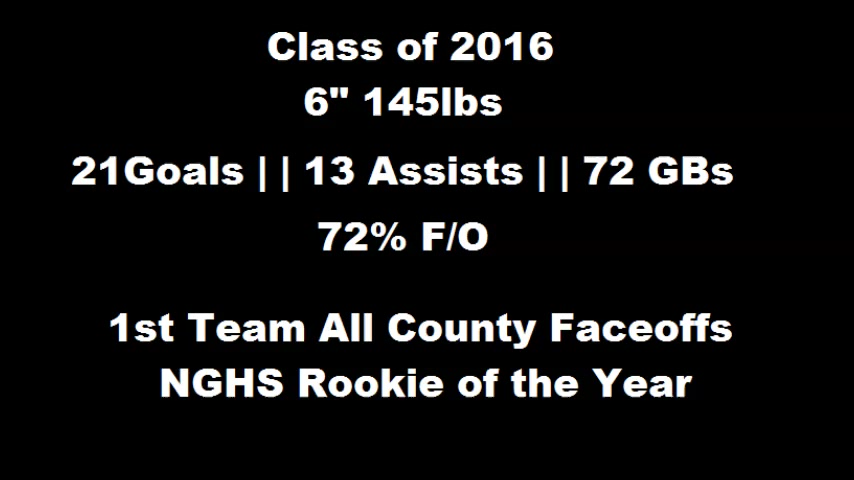 Class of 2016
6" 145lbs
21Goals || 13 Assists || 72 GBs
72% F/O
1st Team All County Faceoffs
NGHS Rookie of the Year